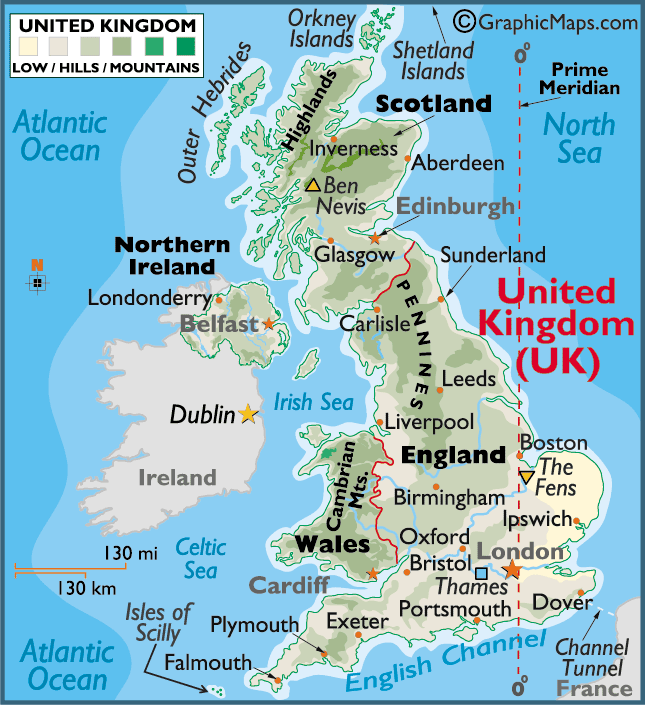 UNITED KINGDOM
LOW / HILLS / MOUNTAINS
Orkney
Islands
© GraphicMaps.com
Shetland
Islands
0°
Prime
Meridian
Outer Hebrides
Highlands
Scotland
Atlantic
Ocean
North
Sea
Inverness
Aberdeen
Ben
Nevis
Edinburgh
Northern
Ireland
Glasgow
Sunderland
N
Londonderry
United
Kingdom
(UK)
Belfast
Carlisle
PENNINES
Leeds
Irish Sea
Dublin
Liverpool
Boston
England
The
Fens
Ireland
Cambrian
Mts.
Birmingham
Ipswich
Oxford
130 mi
Wales
London
Celtic
Sea
Bristol
130 km
Cardiff
Thames
Dover
Portsmouth
Isles of
Scilly
Plymouth
Exeter
English Channel
Channel
Tunnel
Atlantic
Ocean
Falmouth
0°
France